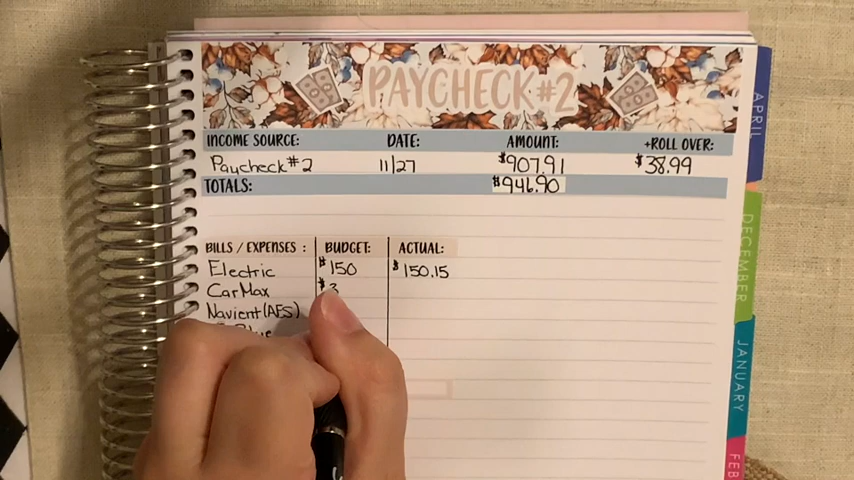 PAYCHECK #2
INCOME SOURCE: DATE: AMOUNT: +ROLL OVER:
Paycheck #2 11/27 $907.91 $38.99
TOTALS: $946.90
BILLS / EXPENSES : BUDGET: ACTUAL:
Electric $150 $150.15
CarMax $3
Navient (AES)
APRIL
DECEMBER
JANUARY
FEB